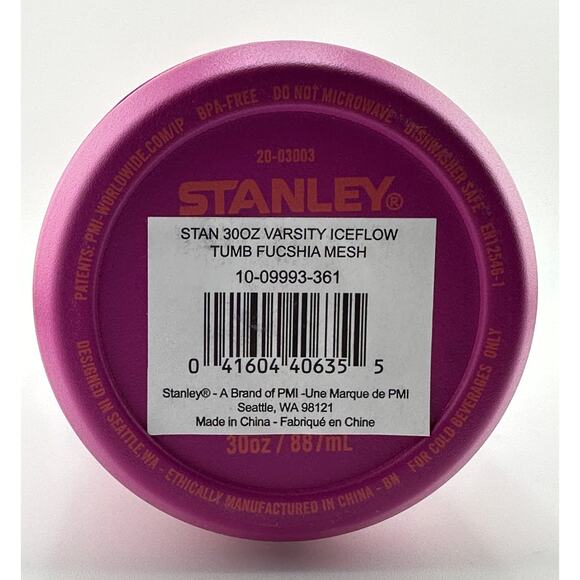 PATENTS: PMI-WORLDWIDE.COM/IP BPA-FREE DO NOT MICROWAVE DISHWASHER SAFE EN12546-1
20-03003
STANLEY®
STAN 30OZ VARSITY ICEFLOW
TUMB FUCSHIA MESH
10-09993-361
0 41604 40635 5
Stanley® - A Brand of PMI -Une Marque de PMI
Seattle, WA 98121
Made in China - Fabriqué en Chine
30oz / 887mL
DESIGNED IN SEATTLE, WA - ETHICALLY MANUFACTURED IN CHINA - BN FOR COLD BEVERAGES ONLY